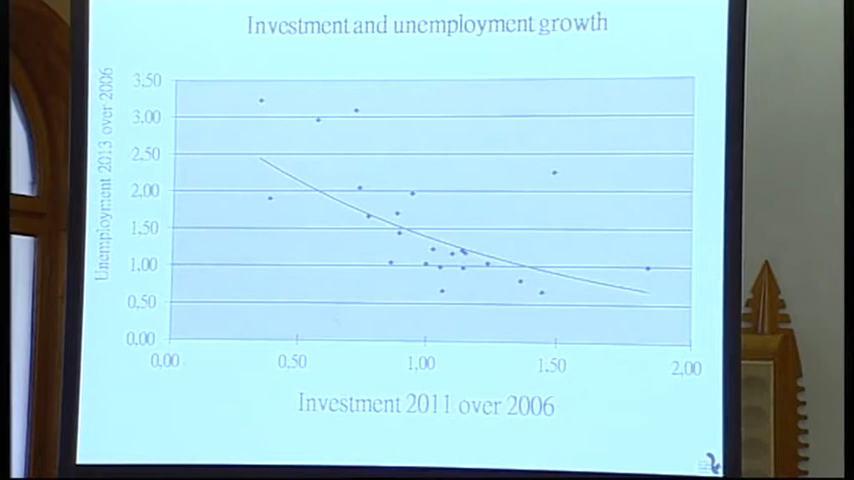 Investment and unemployment growth
Unemployment 2013 over 2006
3,50
3,00
2,50
2,00
1,50
1,00
0,50
0,00
0,00 0,50 1,00 1,50 2,00
Investment 2011 over 2006